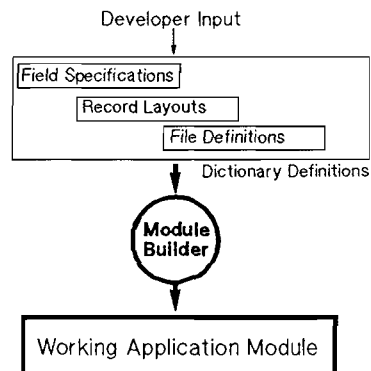 Developer Input
Field Specifications
Record Layouts
File Definitions
Dictionary Definitions
Module
Builder
Working Application Module